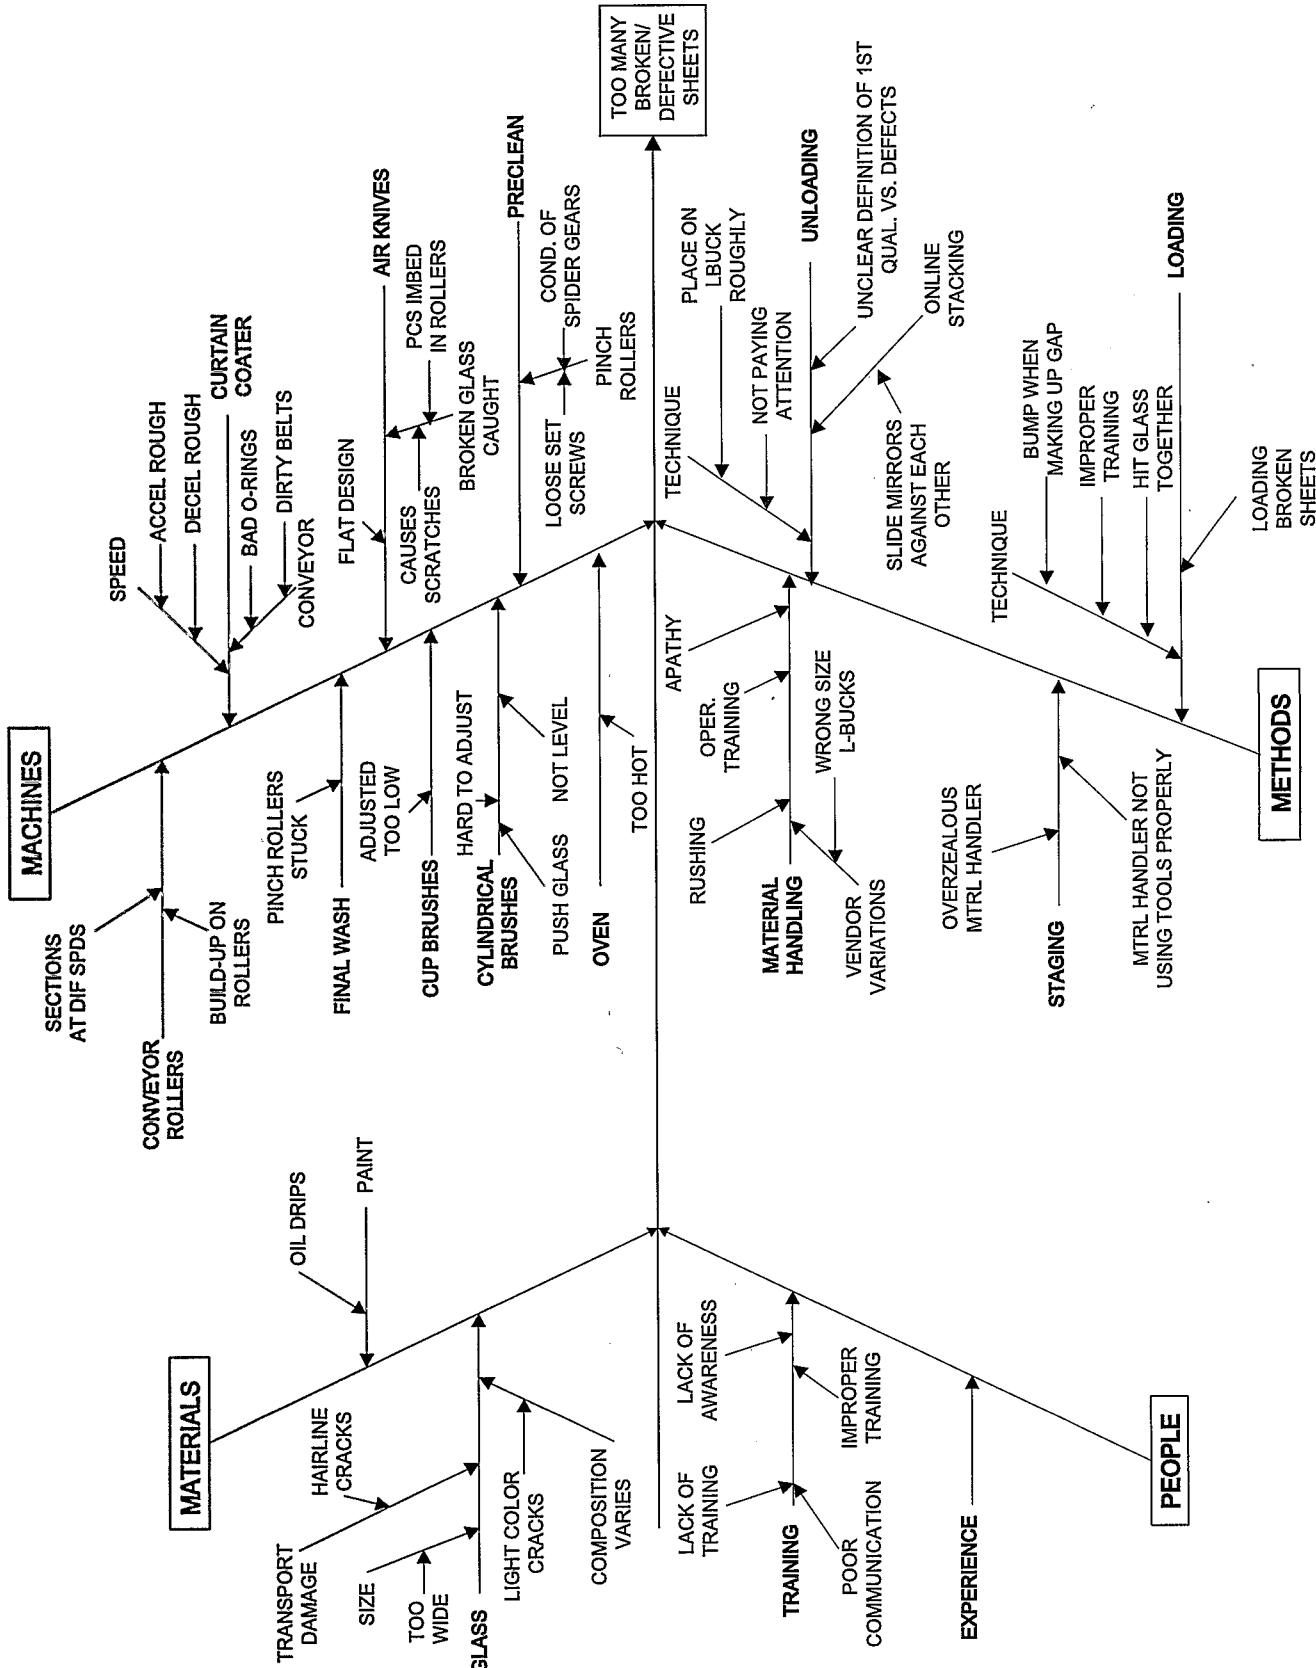 MATERIALS
OIL DRIPS
PAINT
HAIRLINE
CRACKS
TRANSPORT
DAMAGE
SIZE
TOO
WIDE
GLASS
LIGHT COLOR
CRACKS
COMPOSITION
VARIES
MACHINES
SECTIONS
AT DIF SPDS
CONVEYOR
ROLLERS
BUILD-UP ON
ROLLERS
SPEED
ACCEL ROUGH
DECEL ROUGH
CURTAIN
COATER
BAD O-RINGS
DIRTY BELTS
CONVEYOR
PINCH ROLLERS
STUCK
FINAL WASH
FLAT DESIGN
AIR KNIVES
PCS IMBED
IN ROLLERS
CAUSES
SCRATCHES
BROKEN GLASS
CAUGHT
ADJUSTED
TOO LOW
CUP BRUSHES
HARD TO ADJUST
CYLINDRICAL
BRUSHES
PUSH GLASS
NOT LEVEL
PRECLEAN
COND. OF
SPIDER GEARS
LOOSE SET
SCREWS
PINCH
ROLLERS
OVEN
TOO HOT
TOO MANY
BROKEN/
DEFECTIVE
SHEETS
PEOPLE
LACK OF
TRAINING
LACK OF
AWARENESS
TRAINING
POOR
COMMUNICATION
IMPROPER
TRAINING
EXPERIENCE
METHODS
RUSHING
OPER.
TRAINING
APATHY
MATERIAL
HANDLING
WRONG SIZE
L-BUCKS
VENDOR
VARIATIONS
TECHNIQUE
PLACE ON
LBUCK
ROUGHLY
NOT PAYING
ATTENTION
UNLOADING
UNCLEAR DEFINITION OF 1ST
QUAL. VS. DEFECTS
ONLINE
STACKING
SLIDE MIRRORS
AGAINST EACH
OTHER
OVERZEALOUS
MTRL HANDLER
STAGING
MTRL HANDLER NOT
USING TOOLS PROPERLY
TECHNIQUE
BUMP WHEN
MAKING UP GAP
IMPROPER
TRAINING
HIT GLASS
TOGETHER
LOADING
LOADING
BROKEN
SHEETS